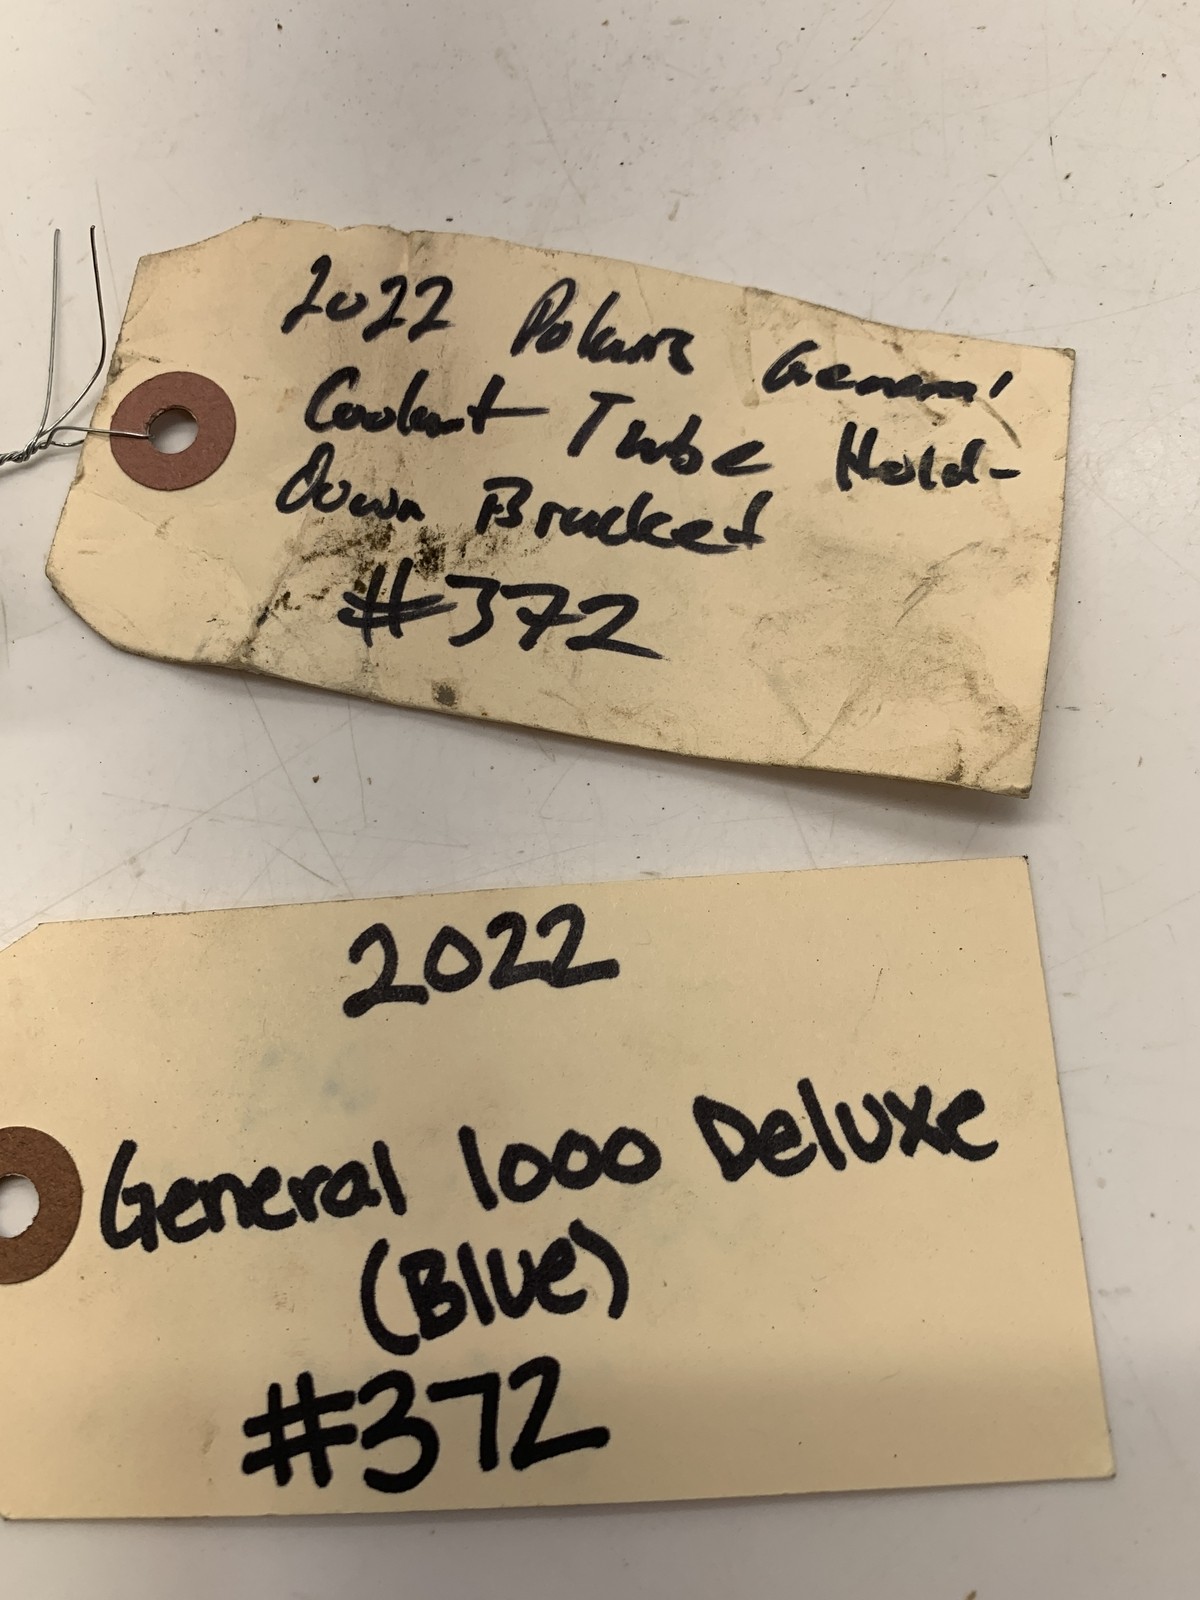 2022 Polaris General
Coolant Tube Hold-
Down Bracket
#372
2022
General 1000 Deluxe
(Blue)
#372